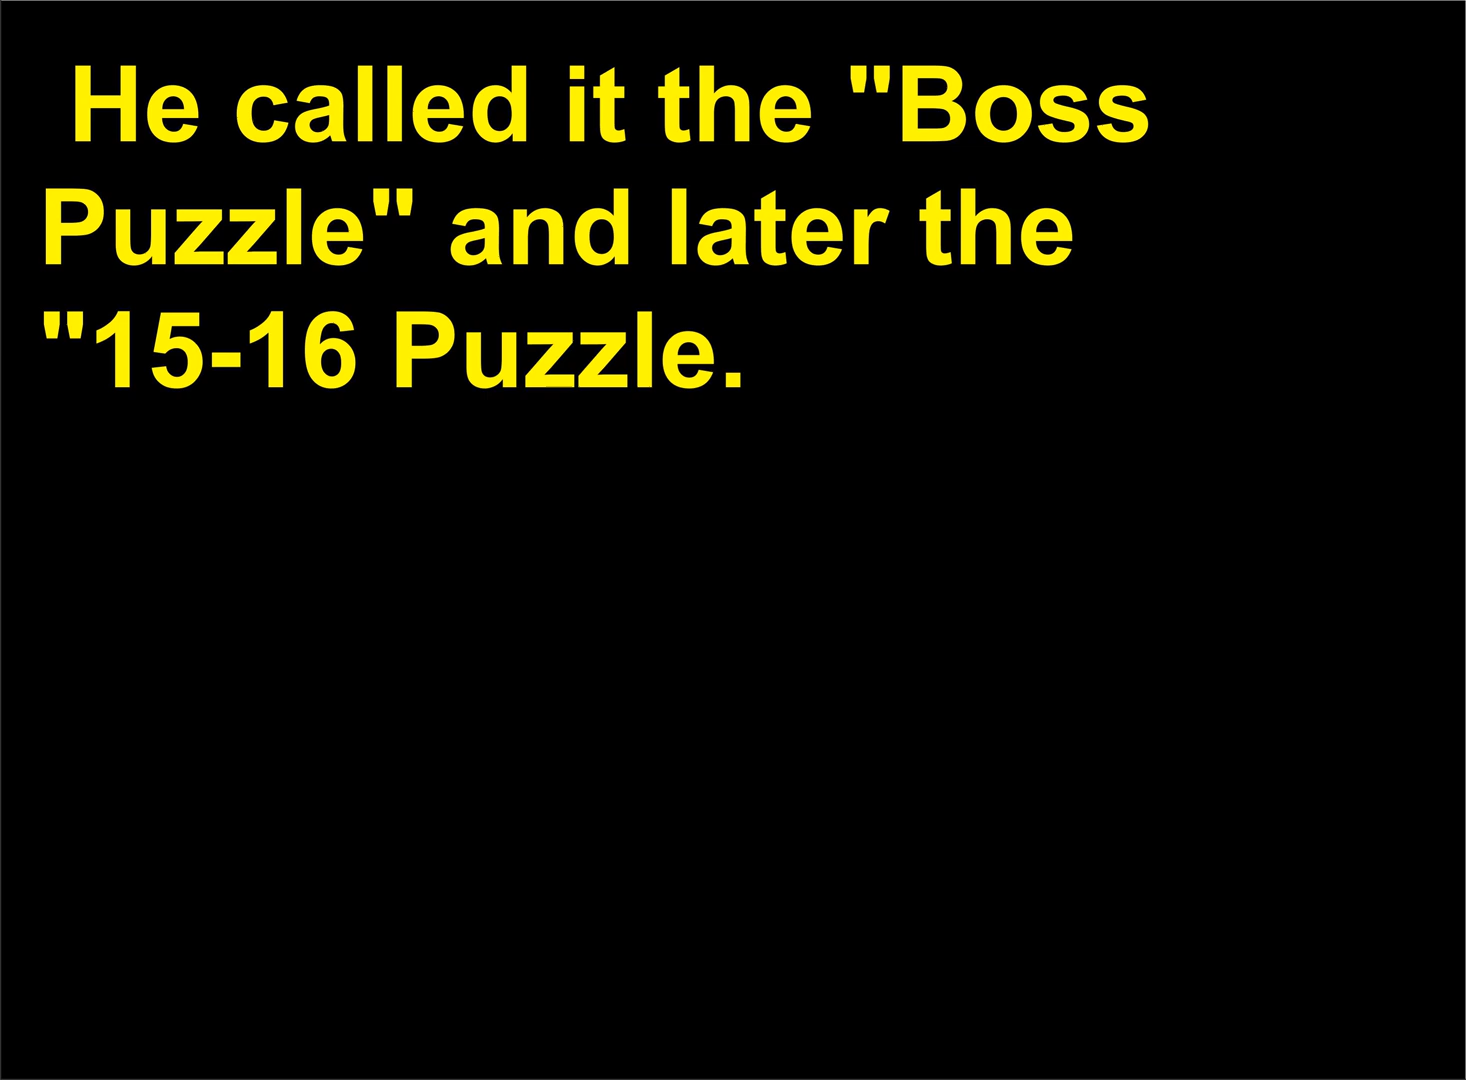 He called it the "Boss
Puzzle" and later the
"15-16 Puzzle.